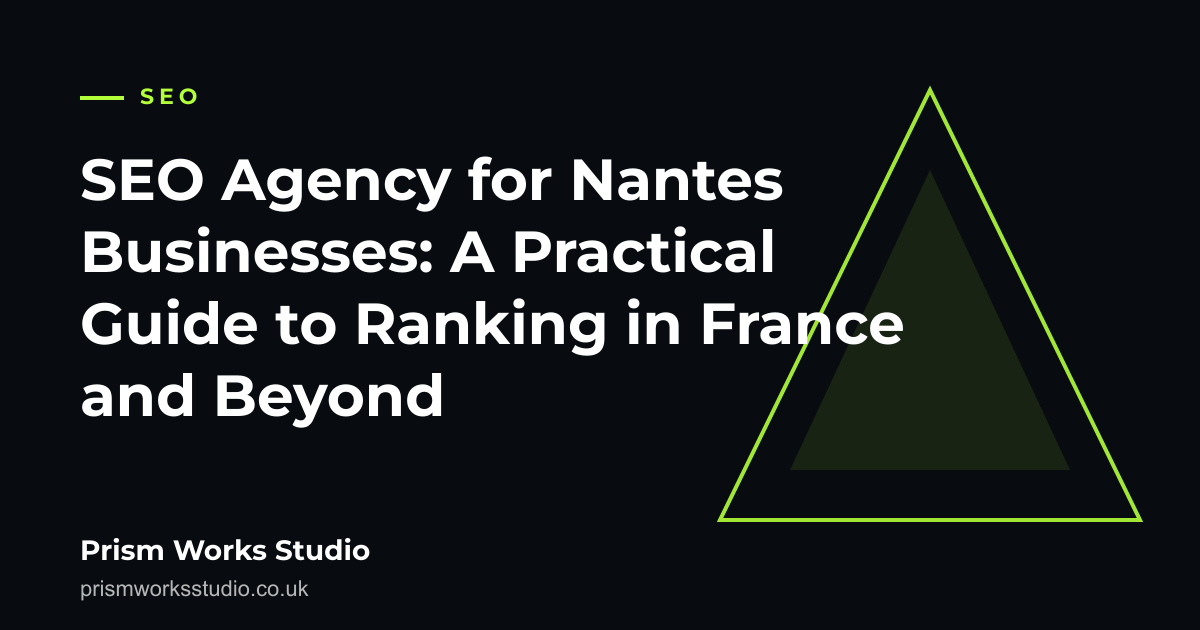 SEO
SEO Agency for Nantes
Businesses: A Practical
Guide to Ranking in France
and Beyond
Prism Works Studio
prismworksstudio.co.uk